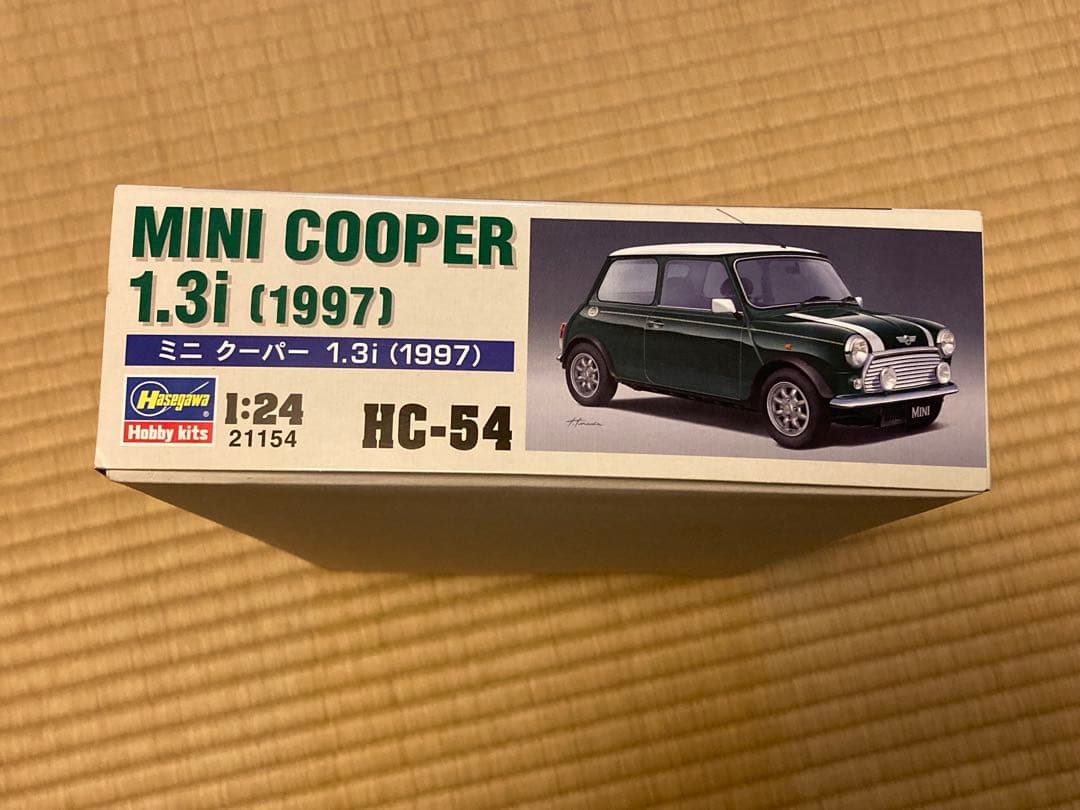 MINI COOPER
1.3i (1997)
ミニ クーパー 1.3i (1997)
Hasegawa®
Hobby kits
1:24
21154
HC-54
MINI